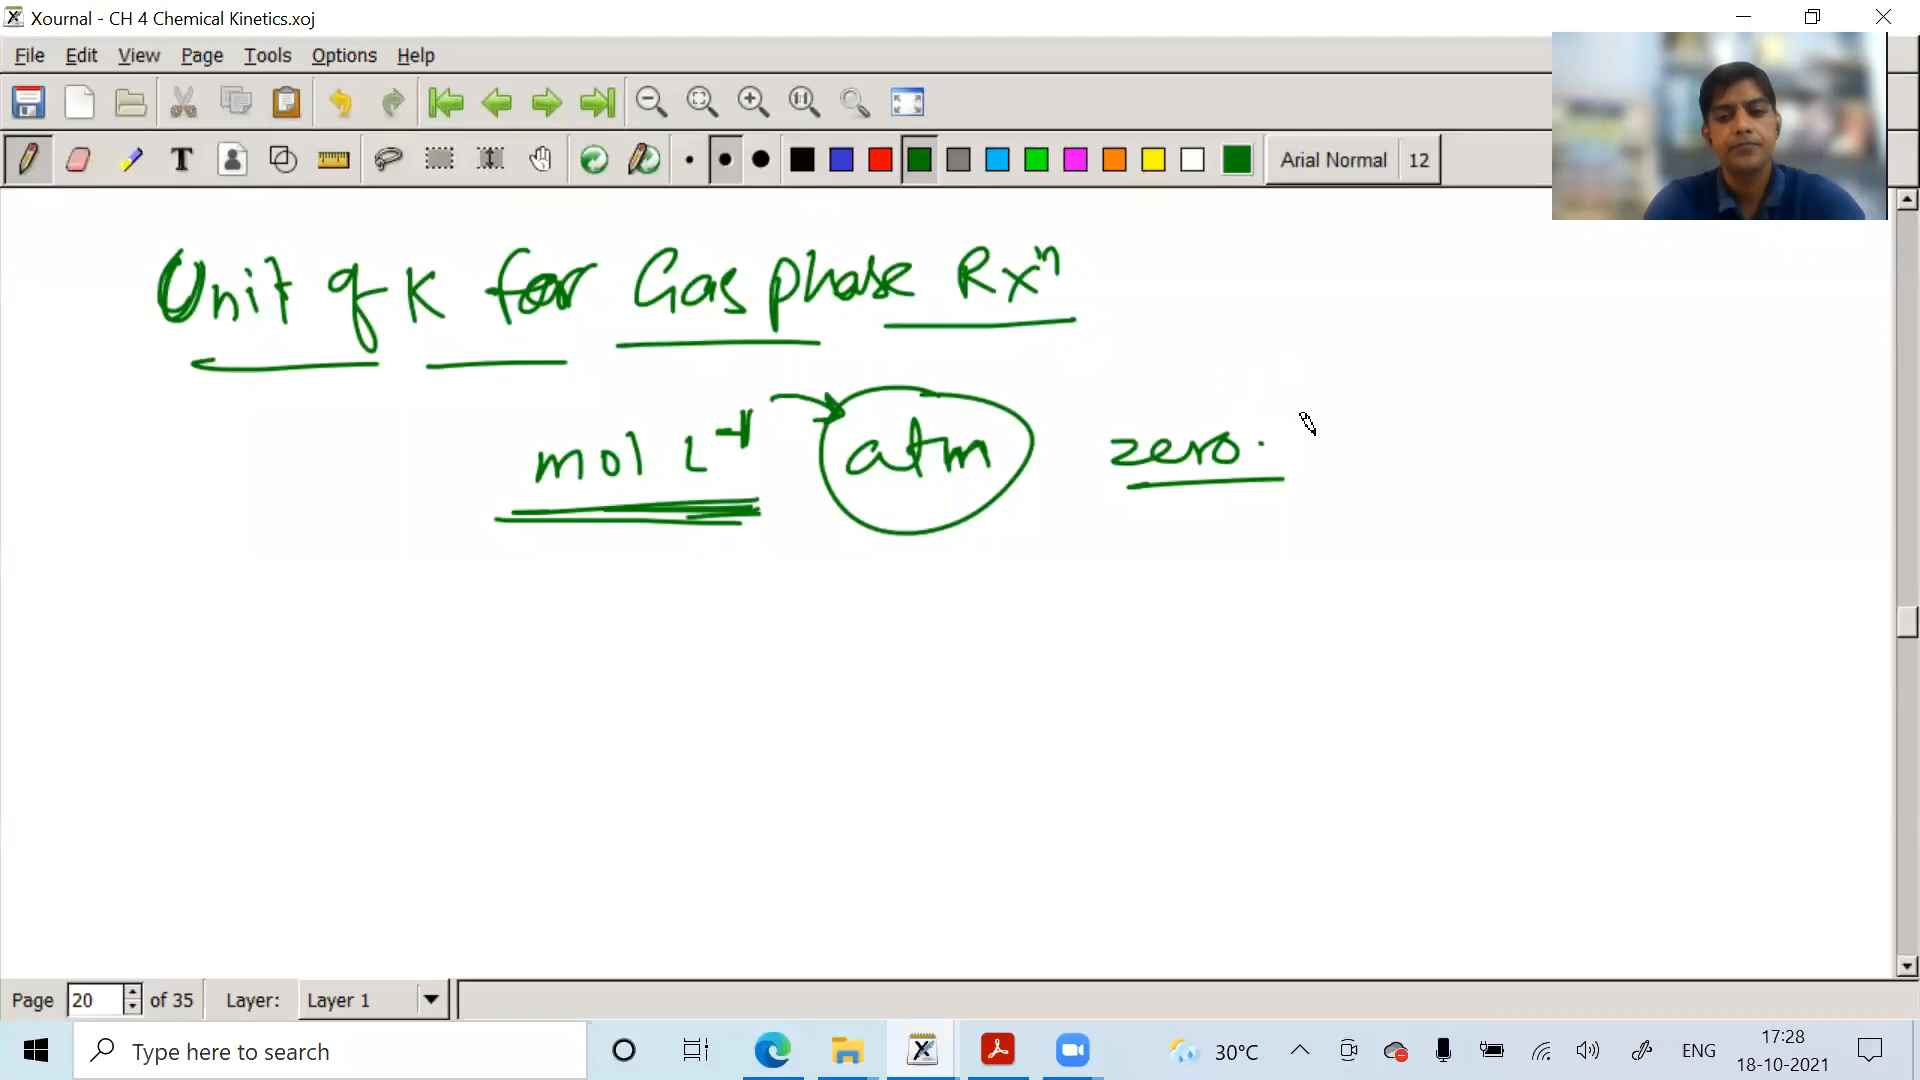 Xournal - CH 4 Chemical Kinetics.xoj
File Edit View Page Tools Options Help
Arial Normal 12
Unit of K for Gas phase Rxⁿ
mol L⁻¹ atm zero.
Page 20 of 35 Layer: Layer 1
Type here to search
30°C ENG 17:28
18-10-2021